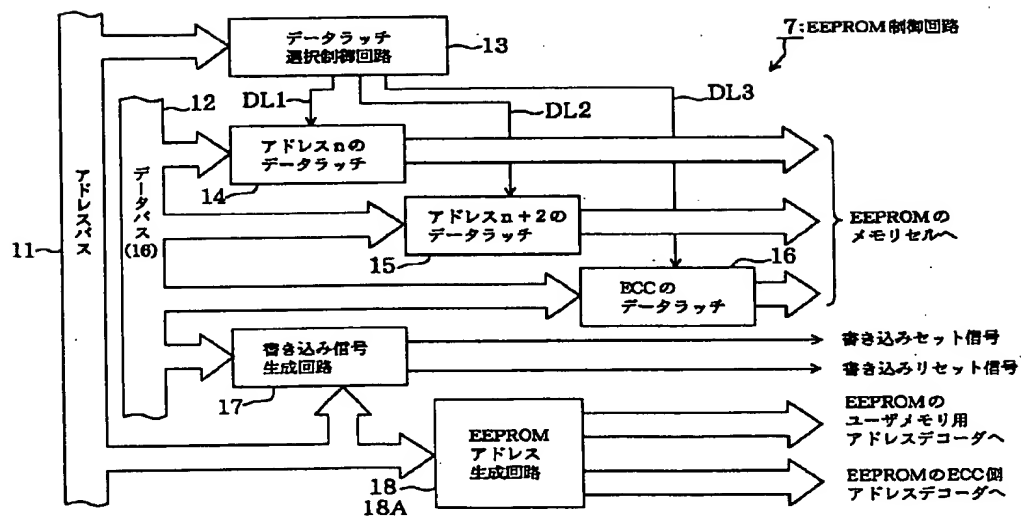 データラッチ
選択制御回路
13
7:EEPROM制御回路
12
DL1
DL2
DL3
アドレスnの
データラッチ
14
アドレスバス
データバス
(16)
アドレスn+2の
データラッチ
15
EEPROMの
メモリセルへ
11
16
ECCの
データラッチ
書き込み信号
生成回路
17
書き込みセット信号
書き込みリセット信号
EEPROM
アドレス
生成回路
18
18A
EEPROMの
ユーザメモリ用
アドレスデコーダへ
EEPROMのECC側
アドレスデコーダへ